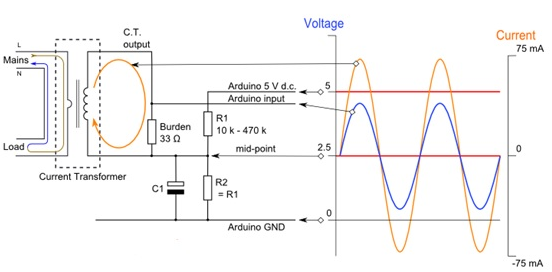 Voltage
Current
C.T.
output
75 mA
L
Mains
N
Arduino 5 V d.c.
5
Arduino input
Burden
33 Ω
R1
10 k - 470 k
mid-point
2.5
0
Load
Current Transformer
C1
R2
= R1
0
Arduino GND
-75 mA